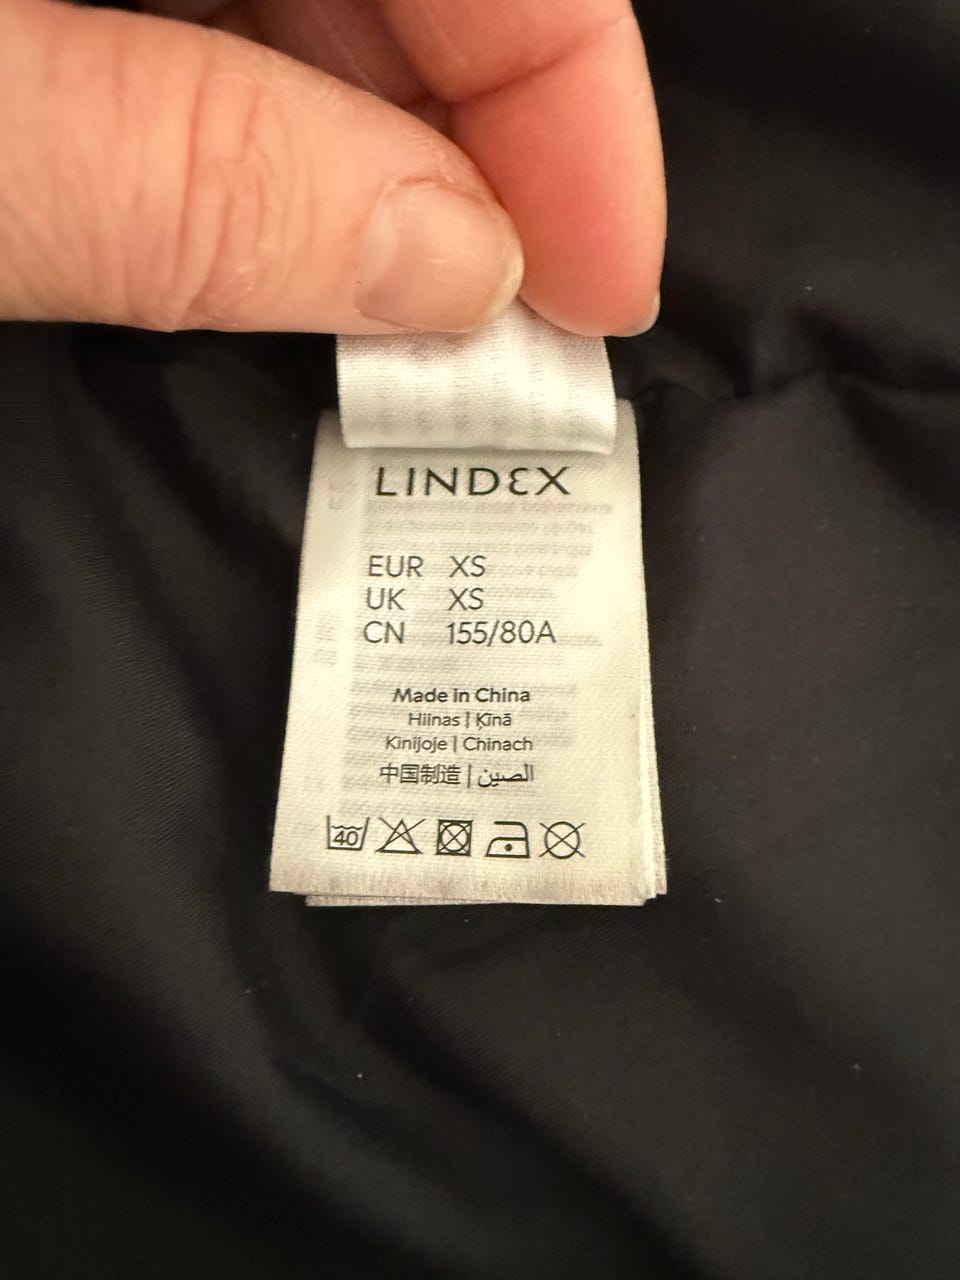 LINDEX
EUR XS
UK XS
CN 155/80A
Made in China
Hiinas | Ķīnā
Kinijoje | Chinach
中国制造 | الصين
40